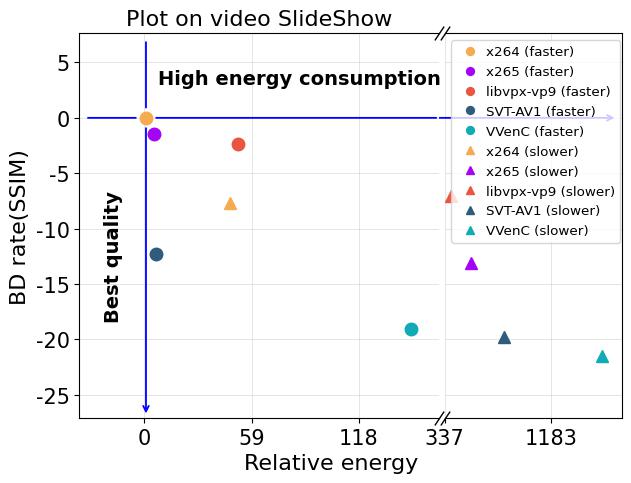 Plot on video SlideShow
High energy consumption
Best quality
BD rate(SSIM)
5
0
-5
-10
-15
-20
-25
x264 (faster)
x265 (faster)
libvpx-vp9 (faster)
SVT-AV1 (faster)
VVenC (faster)
x264 (slower)
x265 (slower)
libvpx-vp9 (slower)
SVT-AV1 (slower)
VVenC (slower)
0 59 118 337 1183
Relative energy